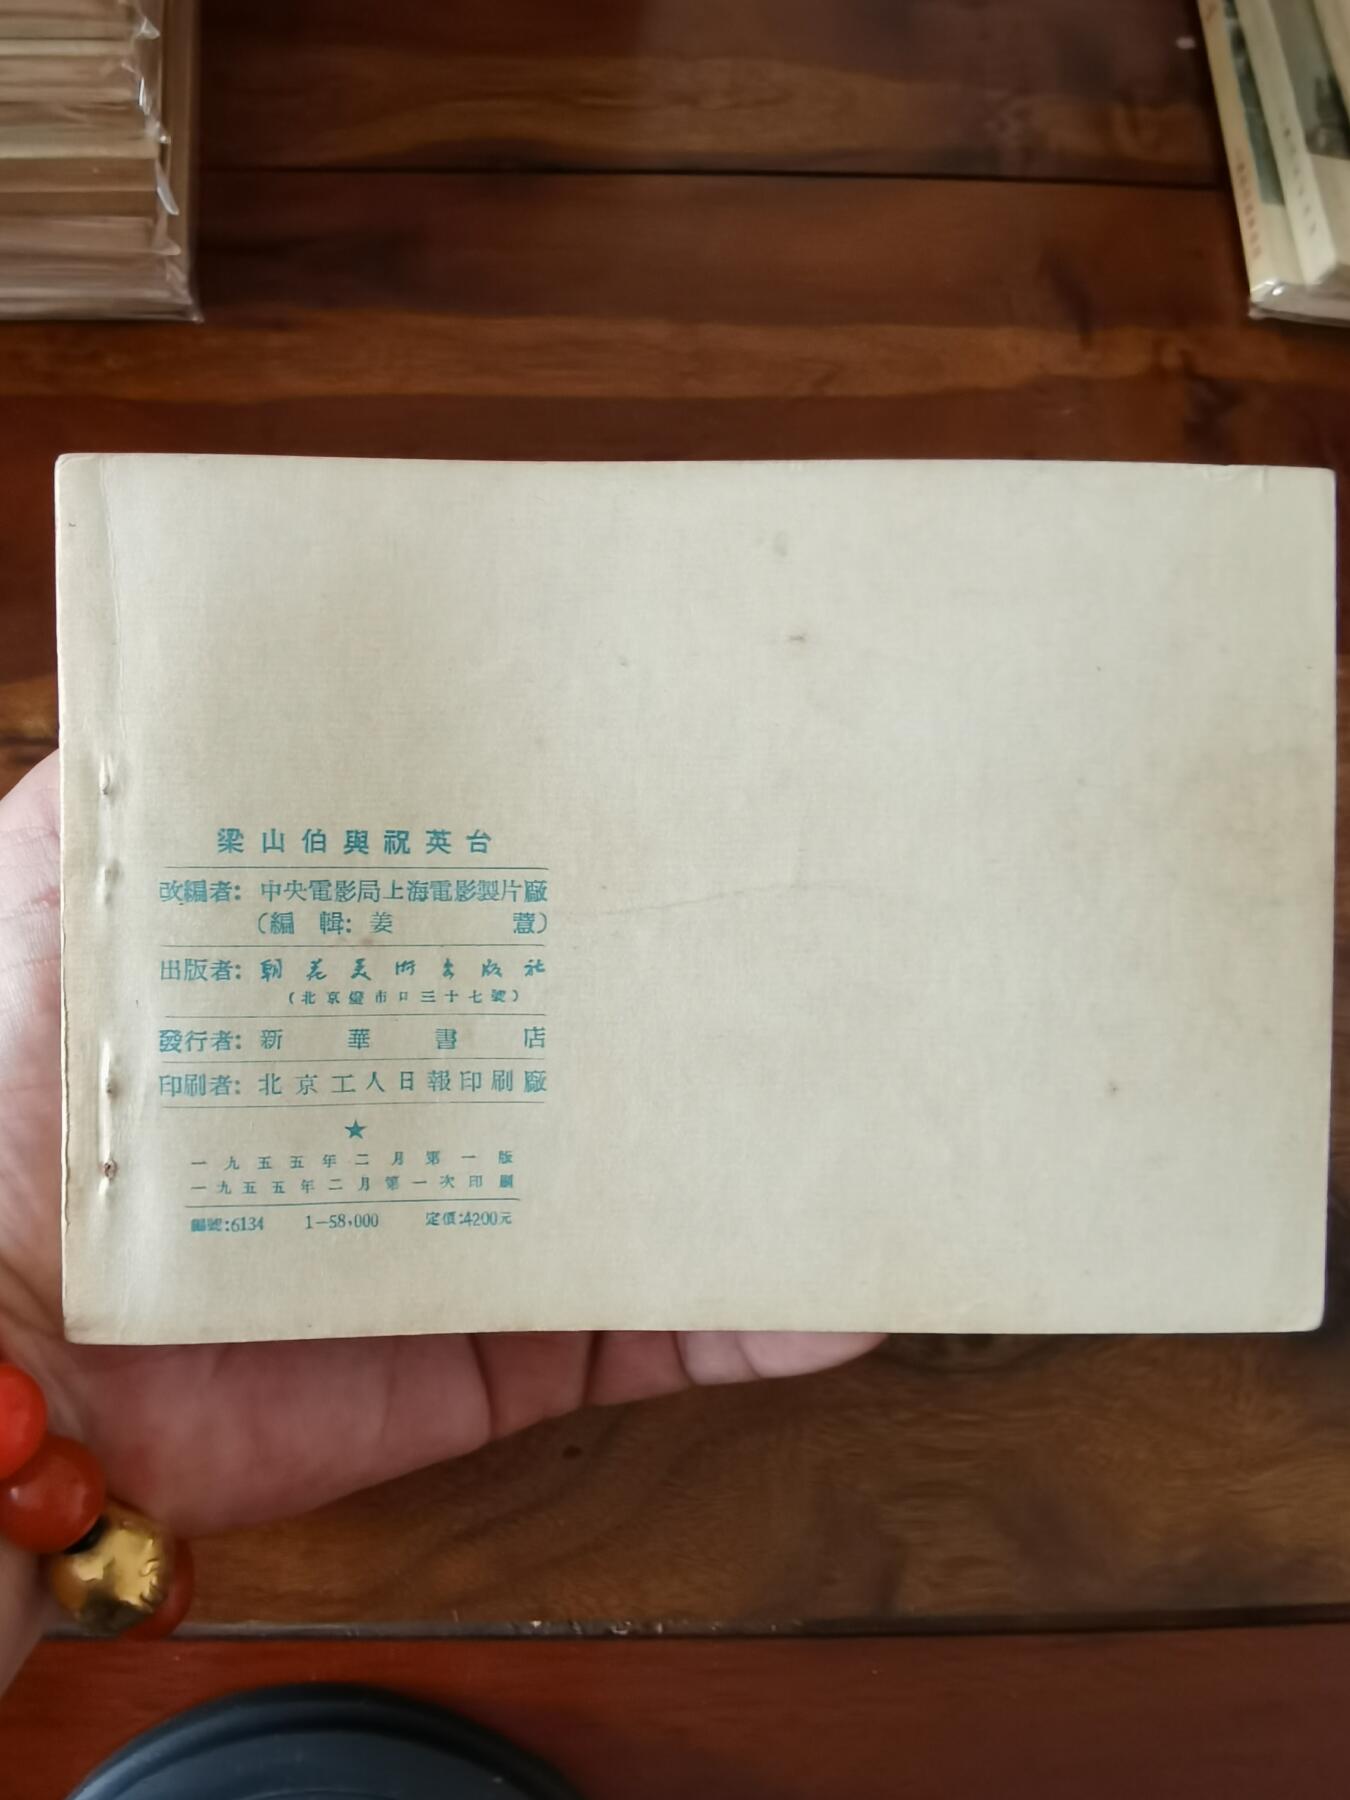 梁山伯與祝英台
改編者：中央電影局上海電影製片廠
（編輯：姜薏）
出版者：朝花美術出版社
（北京燈市口三十七號）
發行者：新華書店
印刷者：北京工人日報印刷廠
★
一九五五年二月第一版
一九五五年二月第一次印刷
編號：6134 1—58,000 定價：4200元